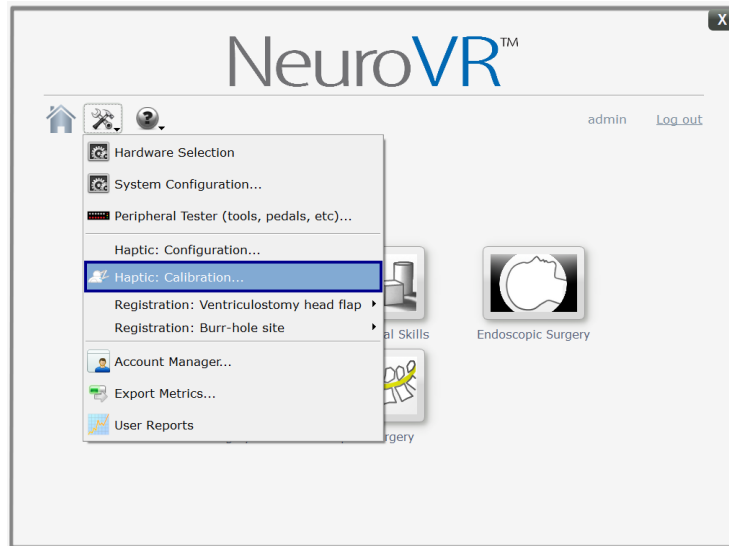 X
NeuroVR™
admin Log out
Hardware Selection
System Configuration...
Peripheral Tester (tools, pedals, etc)...
Haptic: Configuration...
Haptic: Calibration...
Registration: Ventriculostomy head flap
Registration: Burr-hole site
al Skills
Endoscopic Surgery
Account Manager...
Export Metrics...
User Reports
rgery